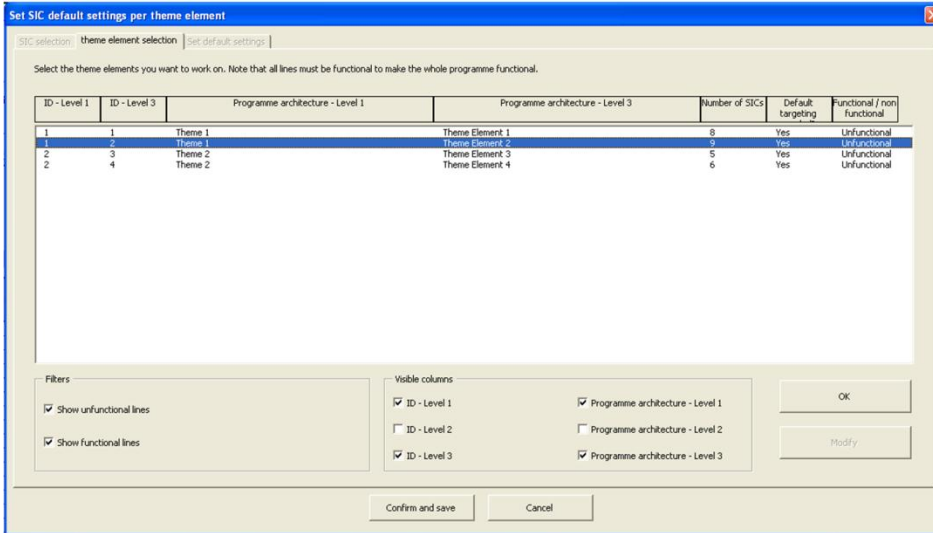 Set SIC default settings per theme element
SIC selection theme element selection Set default settings
Select the theme elements you want to work on. Note that all lines must be functional to make the whole programme functional.
ID - Level 1 ID - Level 3 Programme architecture - Level 1 Programme architecture - Level 3 Number of SICs Default targeting Functional / non functional
1 1 Theme 1 Theme Element 1 8 Yes Unfunctional
1 2 Theme 1 Theme Element 2 9 Yes Unfunctional
2 3 Theme 2 Theme Element 3 5 Yes Unfunctional
2 4 Theme 2 Theme Element 4 6 Yes Unfunctional
Filters
Show unfunctional lines
Show functional lines
Visible columns
ID - Level 1 Programme architecture - Level 1
ID - Level 2 Programme architecture - Level 2
ID - Level 3 Programme architecture - Level 3
OK
Modify
Confirm and save Cancel